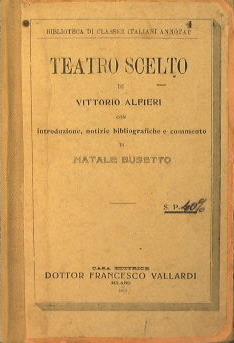 BIBLIOTECA DI CLASSICI ITALIANI ANNOTATI
TEATRO SCELTO
DI
VITTORIO ALFIERI
con
introduzione, notizie bibliografiche e commento
DI
NATALE BUSETTO
S. P. 40%
CASA EDITRICE
DOTTOR FRANCESCO VALLARDI
MILANO